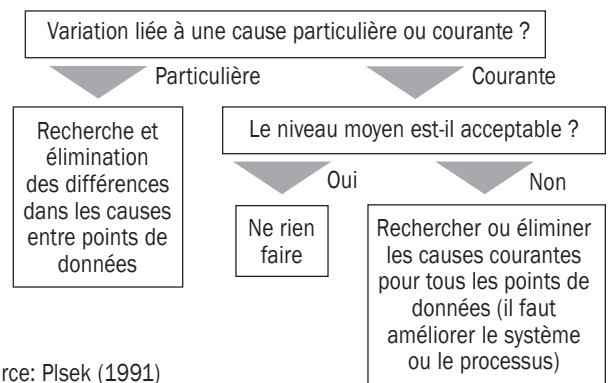 Variation liée à une cause particulière ou courante ?
Particulière
Courante
Recherche et
élimination
des différences
dans les causes
entre points de
données
Le niveau moyen est-il acceptable ?
Oui
Non
Ne rien
faire
Rechercher ou éliminer
les causes courantes
pour tous les points de
données (il faut
améliorer le système
ou le processus)
rce: Plsek (1991)